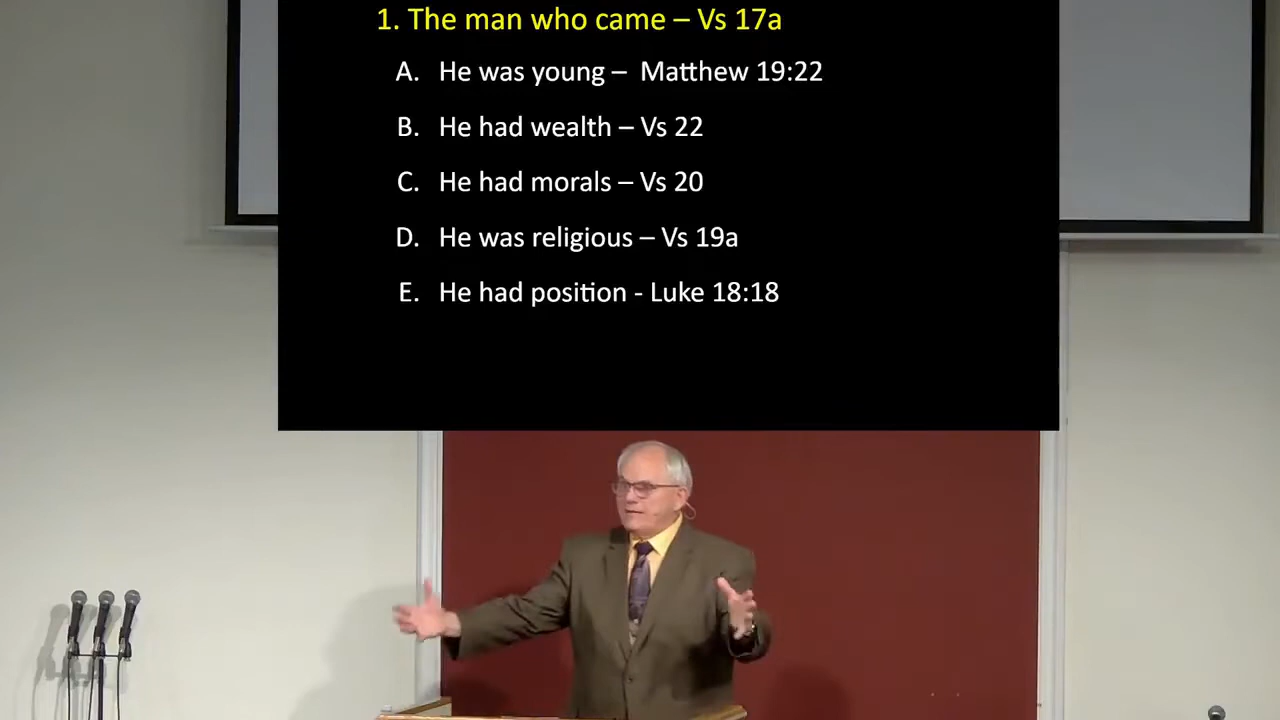 1. The man who came – Vs 17a
A. He was young – Matthew 19:22
B. He had wealth – Vs 22
C. He had morals – Vs 20
D. He was religious – Vs 19a
E. He had position - Luke 18:18